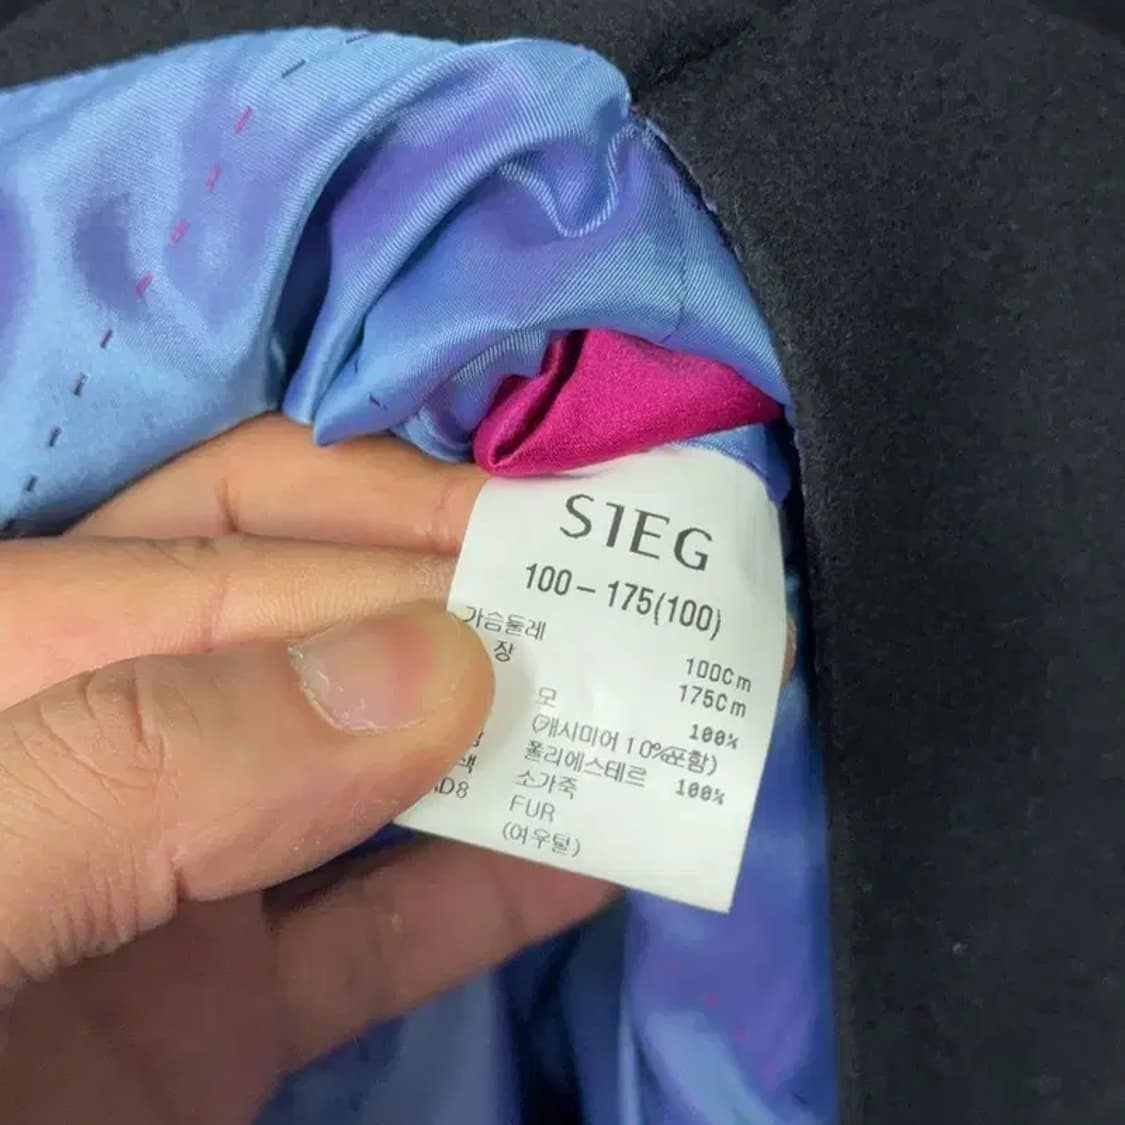 SIEG
100-175(100)
가슴둘레 100Cm
장 175Cm
모 100%
(캐시미어 10%포함)
폴리에스테르 100%
소가죽
D8 FUR
(여우털)